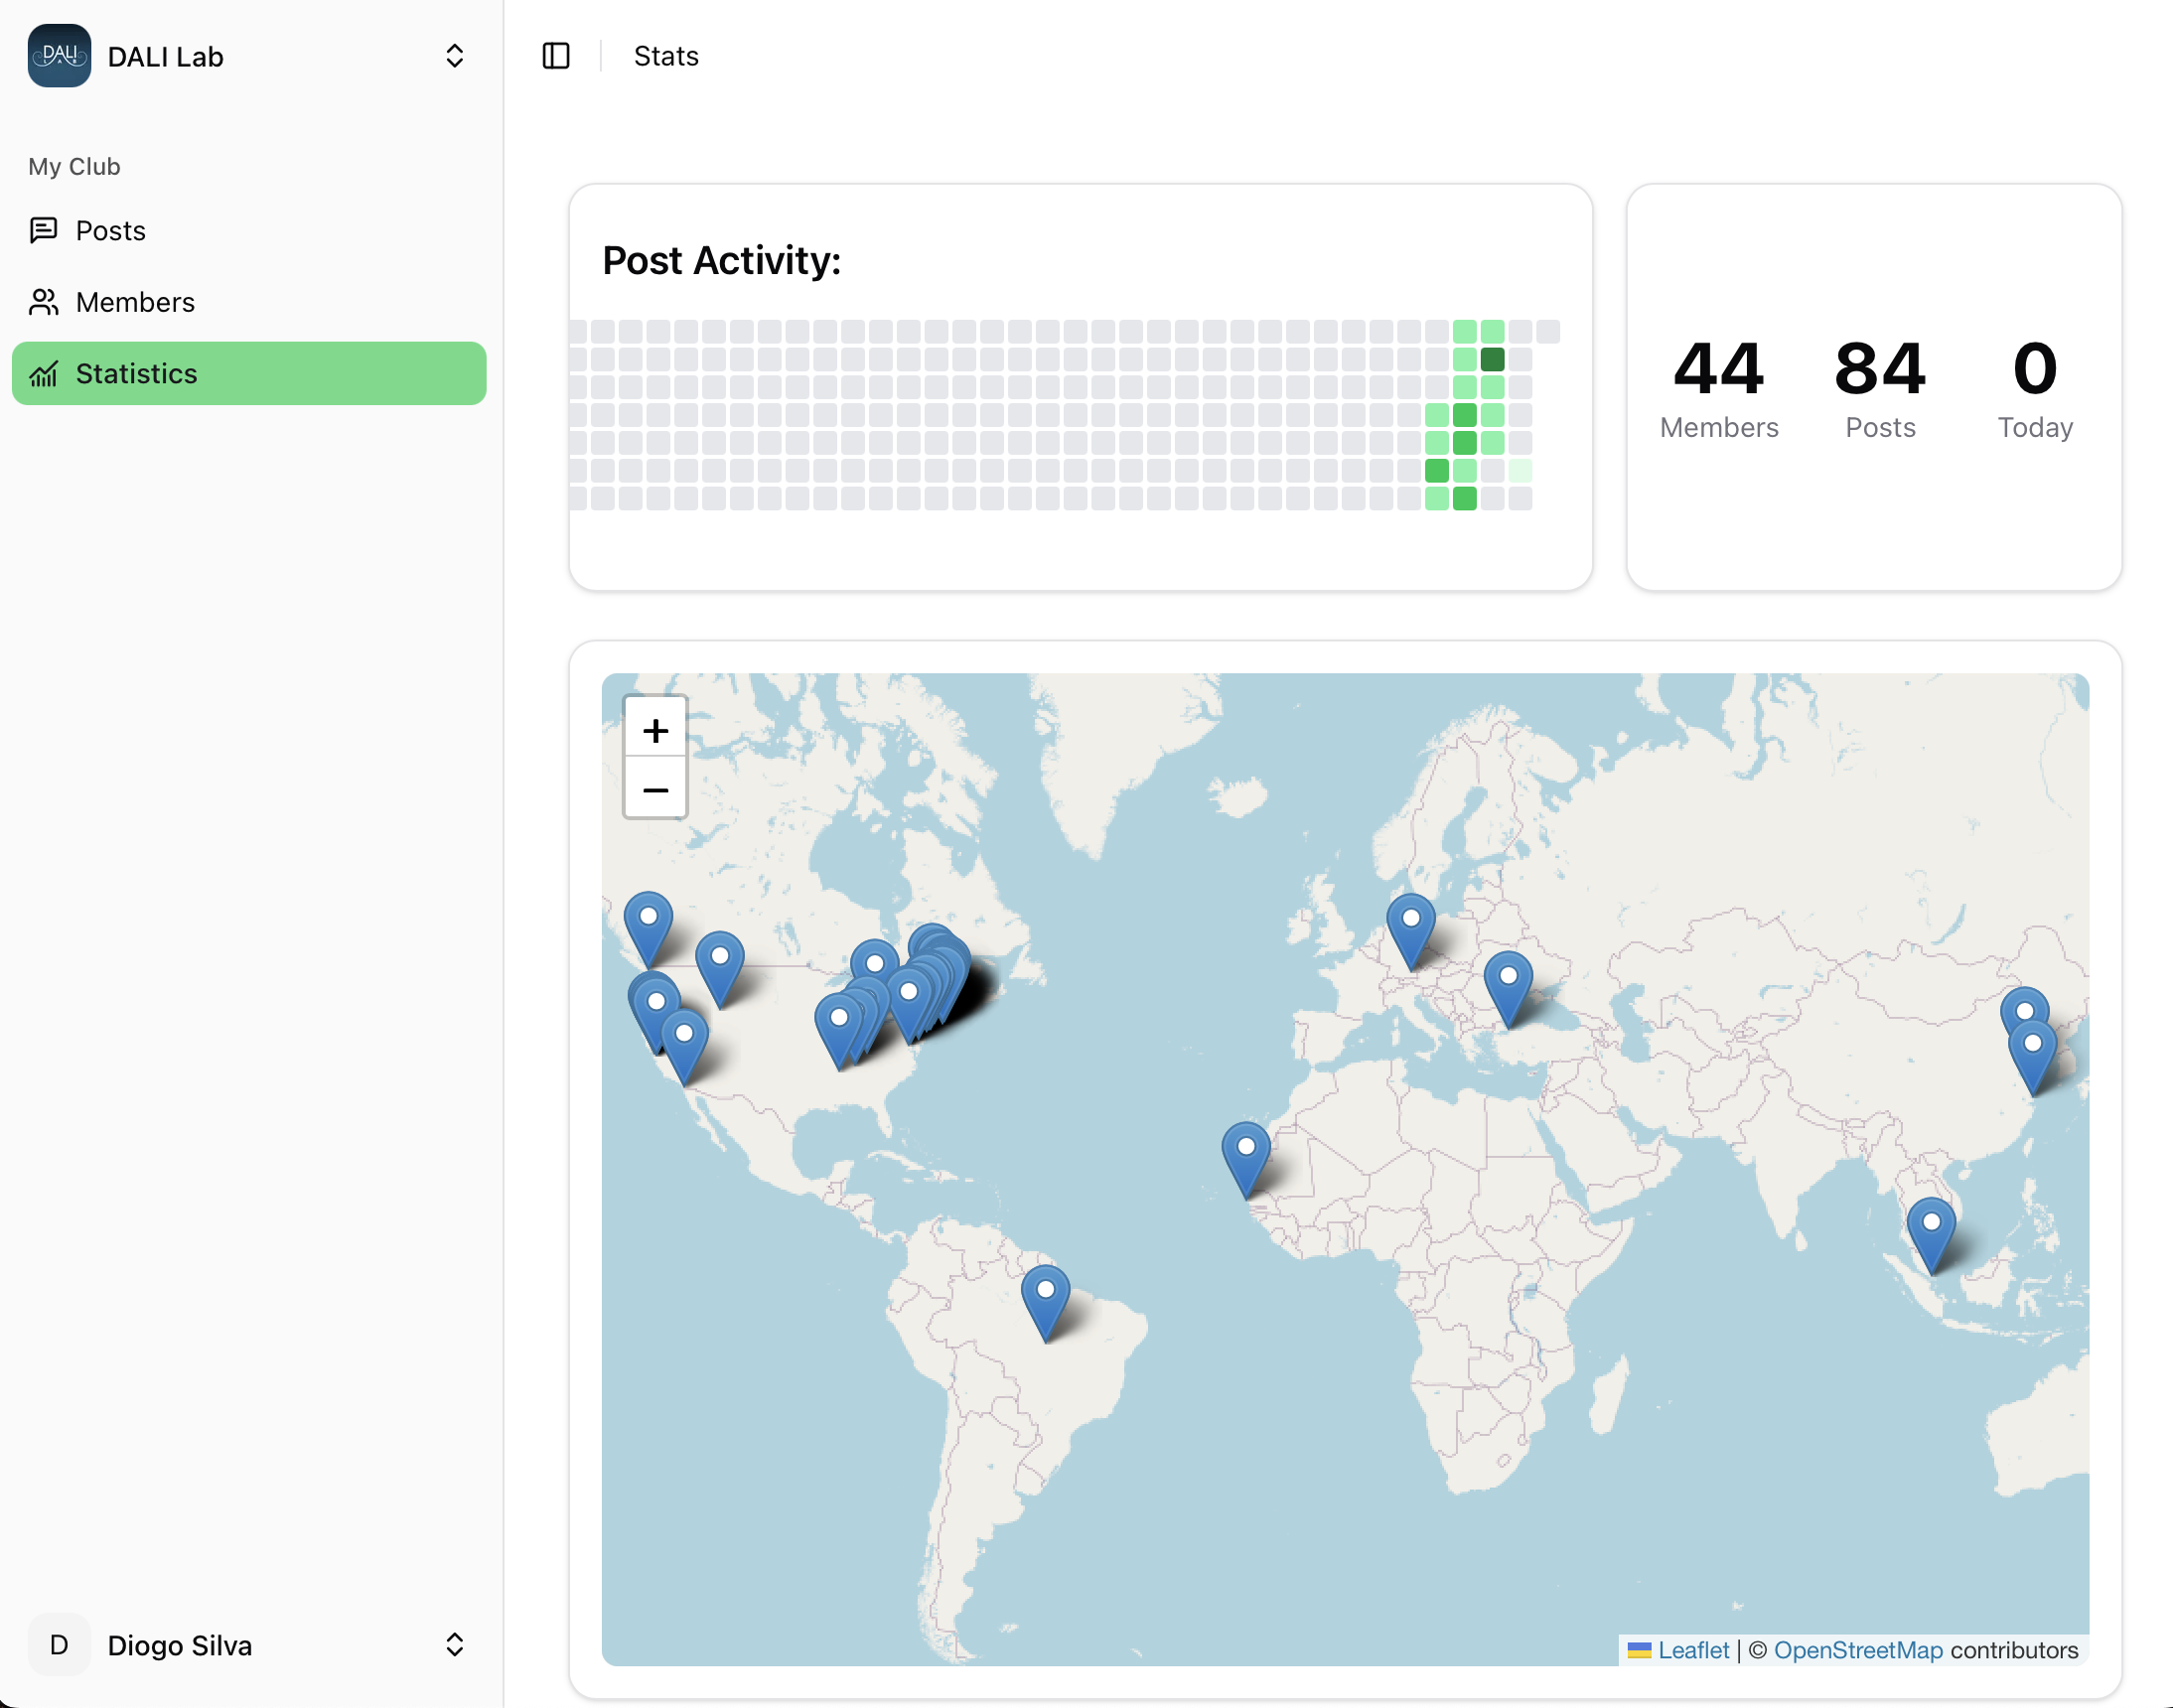 DALI
LAB
DALI Lab
Stats
My Club
Posts
Members
Statistics
Post Activity:
44
Members
84
Posts
0
Today
+
−
Leaflet | © OpenStreetMap contributors
D
Diogo Silva